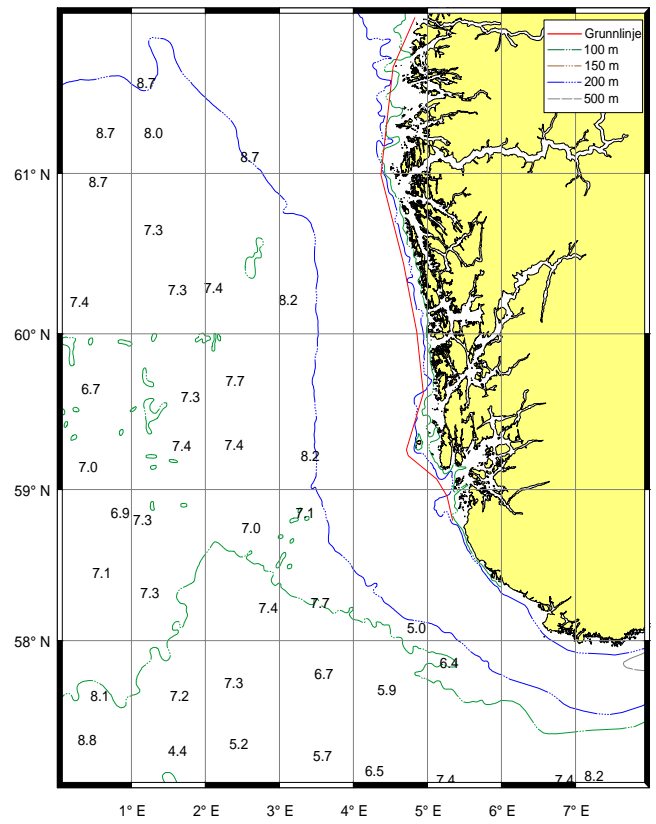 Grunnlinje
100 m
150 m
200 m
500 m
8.7
8.7 8.0
8.7
61° N
8.7
7.3
7.3 7.4
7.4 8.2
60° N
7.7
6.7
7.3
7.4 7.4
8.2
7.0
59° N
6.9 7.3 7.1
7.0
7.1
7.3
7.4 7.7
5.0
58° N
6.4
6.7
7.3
5.9
8.1 7.2
8.8 5.2
4.4
5.7
6.5
7.4 7.4 8.2
1° E 2° E 3° E 4° E 5° E 6° E 7° E